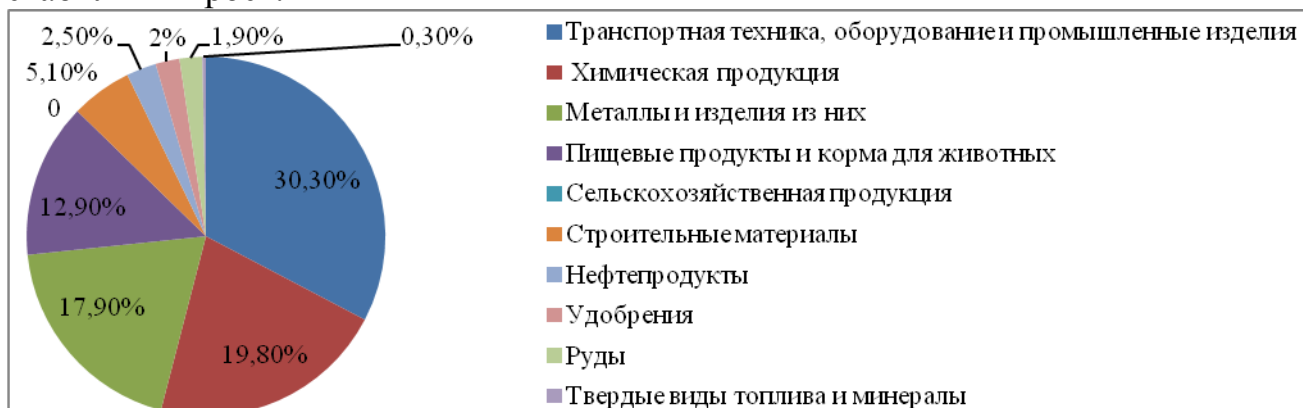 2,50%
2%
1,90%
0,30%
5,10%
0
30,30%
12,90%
17,90%
19,80%
Транспортная техника, оборудование и промышленные изделия
Химическая продукция
Металлы и изделия из них
Пищевые продукты и корма для животных
Сельскохозяйственная продукция
Строительные материалы
Нефтепродукты
Удобрения
Руды
Твердые виды топлива и минералы